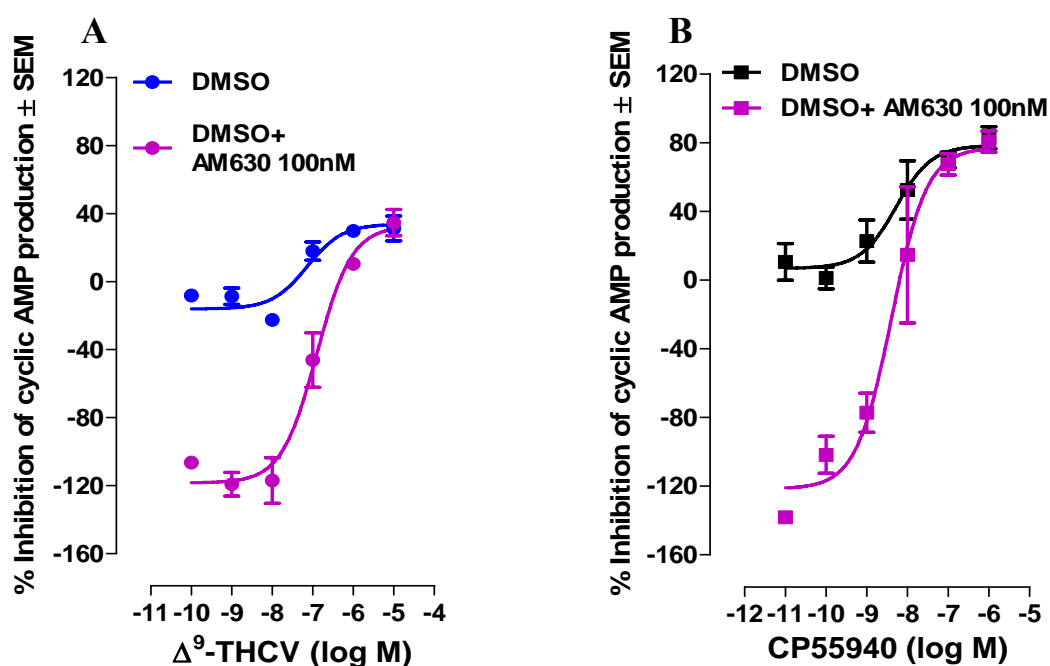 A
DMSO
DMSO+
AM630 100nM
% Inhibition of cyclic AMP production ± SEM
120
80
40
0
-40
-80
-120
-160
-11 -10 -9 -8 -7 -6 -5 -4
Δ⁹-THCV (log M)
B
DMSO
DMSO+ AM630 100nM
% Inhibition of cyclic AMP production ± SEM
120
80
40
0
-40
-80
-120
-160
-12 -11 -10 -9 -8 -7 -6 -5
CP55940 (log M)